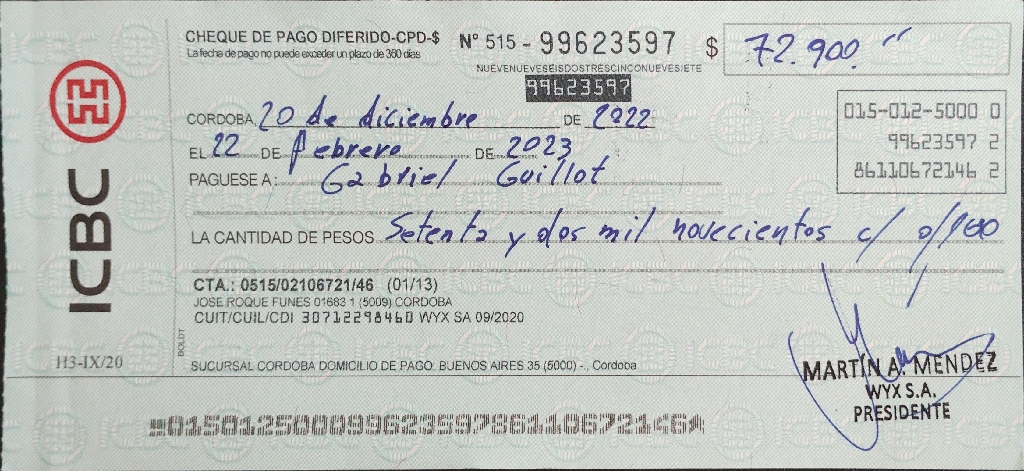 CHEQUE DE PAGO DIFERIDO-CPD-$
La fecha de pago no puede exceder un plazo de 360 días
N° 515 - 99623597
NUEVENUEVESEISDOSTRESCINCONUEVESIETE
99623597
$ 72.900.
CORDOBA, 20 de diciembre DE 2022
EL 22 DE febrero DE 2023
PAGUESE A: Gabriel Guillot
LA CANTIDAD DE PESOS Setenta y dos mil novecientos c/ 0/100
015-012-5000 0
99623597 2
86110672146 2
ICBC
CTA.: 0515/02106721/46 (01/13)
JOSE ROQUE FUNES 01683 1 (5009) CORDOBA
CUIT/CUIL/CDI 30712298460 WYX SA 09/2020
BOLDT
H3-IX/20
SUCURSAL CORDOBA DOMICILIO DE PAGO: BUENOS AIRES 35 (5000) -., Cordoba
MARTÍN A. MENDEZ
WYX S.A.
PRESIDENTE
015012500099623597861106721461